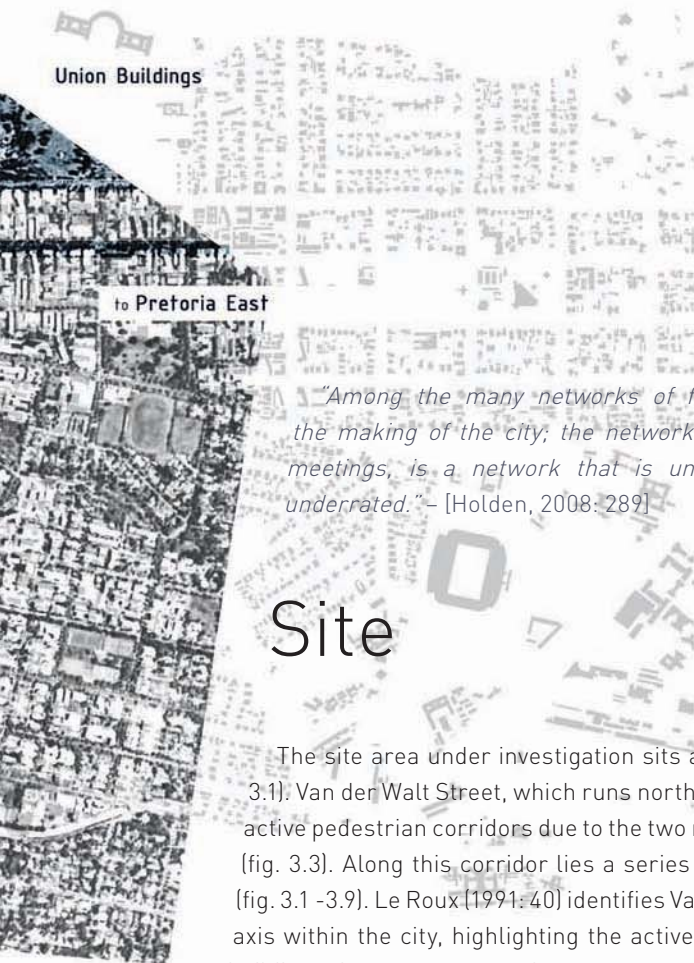 Union Buildings
to Pretoria East
"Among the many networks of
the making of the city; the network
meetings, is a network that is
underrated." – [Holden, 2008: 289]
Site
The site area under investigation sits
3.1). Van der Walt Street, which runs north
active pedestrian corridors due to the two
(fig. 3.3). Along this corridor lies a series
(fig. 3.1 -3.9). Le Roux (1991: 40) identifies
axis within the city, highlighting the active